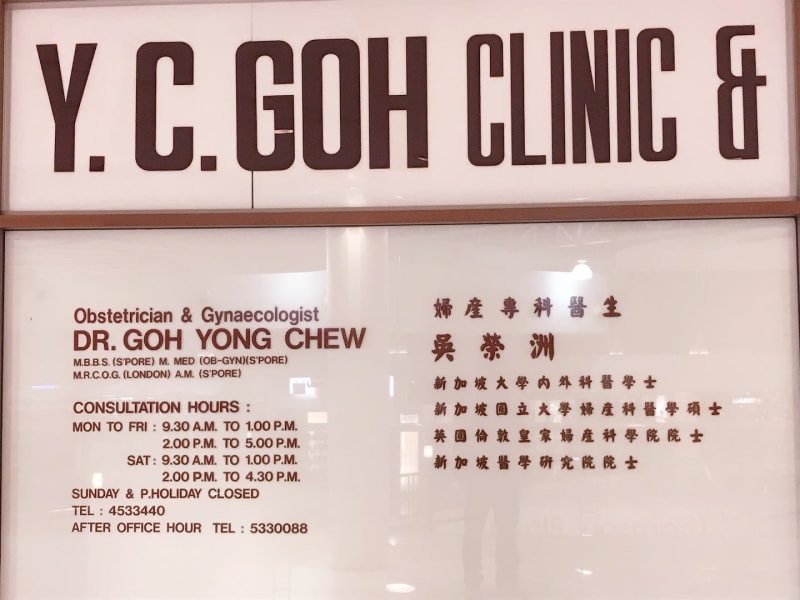 Y. C. GOH CLINIC &
Obstetrician & Gynaecologist
DR. GOH YONG CHEW
M.B.B.S. (S'PORE) M. MED (OB-GYN)(S'PORE)
M.R.C.O.G. (LONDON) A.M. (S'PORE)
CONSULTATION HOURS :
MON TO FRI : 9.30 A.M. TO 1.00 P.M.
2.00 P.M. TO 5.00 P.M.
SAT : 9.30 A.M. TO 1.00 P.M.
2.00 P.M. TO 4.30 P.M.
SUNDAY & P.HOLIDAY CLOSED
TEL : 4533440
AFTER OFFICE HOUR TEL : 5330088
婦產專科醫生
吳榮洲
新加坡大學內外科醫學士
新加坡國立大學婦產科醫學碩士
英國倫敦皇家婦產科學院院士
新加坡醫學研究院院士